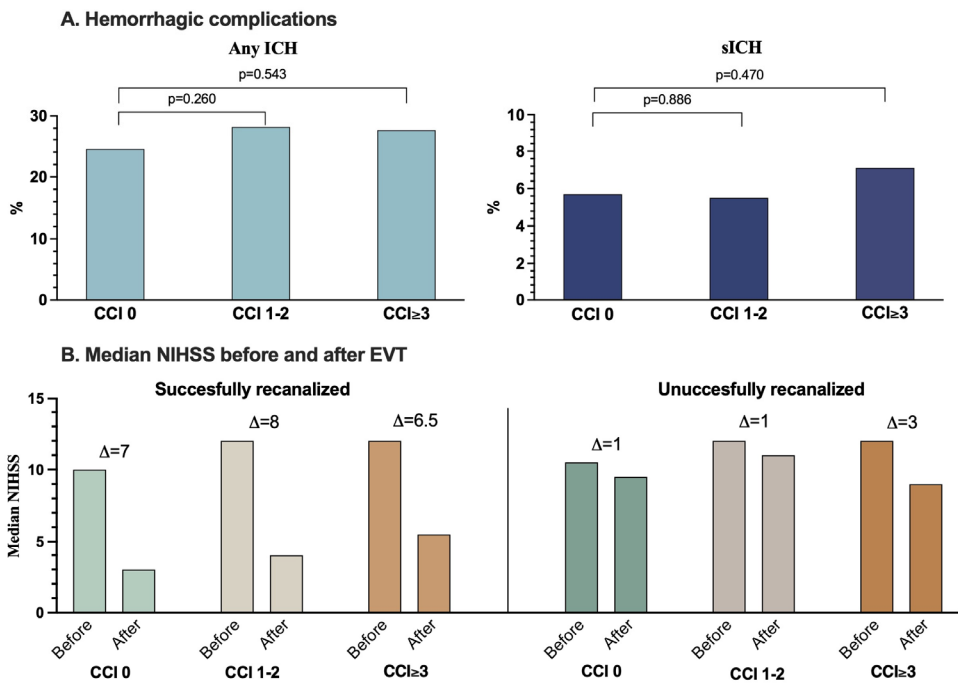 A. Hemorrhagic complications
Any ICH
p=0.543
p=0.260
30
20
10
0
%
CCI 0 CCI 1-2 CCI≥3
sICH
p=0.470
p=0.886
10
8
6
4
2
0
%
CCI 0 CCI 1-2 CCI≥3
B. Median NIHSS before and after EVT
Succesfully recanalized
Unuccesfully recanalized
15
10
5
0
Median NIHSS
Δ=7 Δ=8 Δ=6.5 Δ=1 Δ=1 Δ=3
Before After Before After Before After Before After Before After Before After
CCI 0 CCI 1-2 CCI≥3 CCI 0 CCI 1-2 CCI≥3